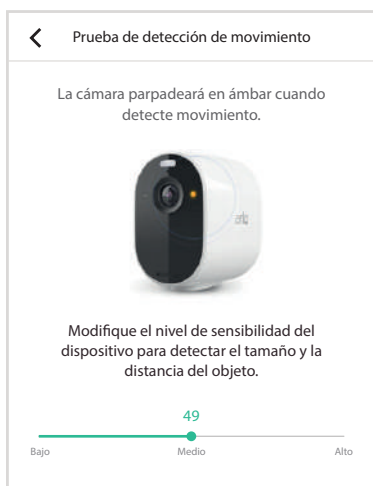 Prueba de detección de movimiento
La cámara parpadeará en ámbar cuando
detecte movimiento.
arlo
Modifique el nivel de sensibilidad del
dispositivo para detectar el tamaño y la
distancia del objeto.
49
Bajo Medio Alto